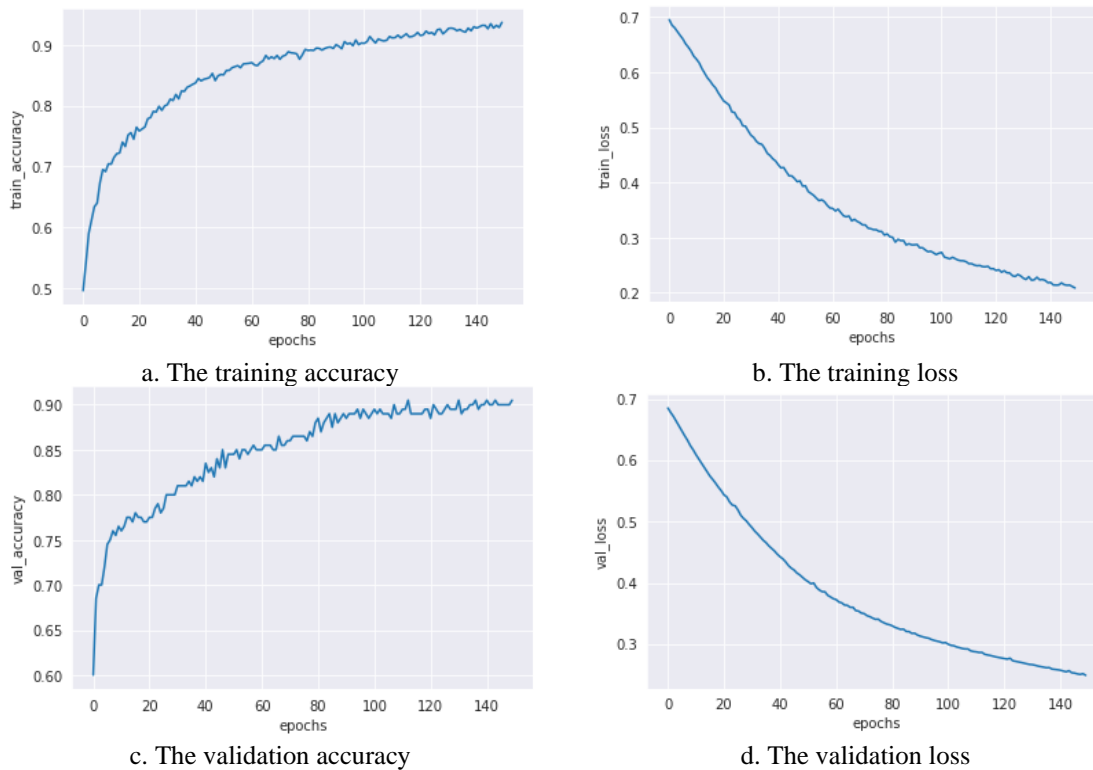 0.9
0.8
0.7
0.6
0.5
train_accuracy
0 20 40 60 80 100 120 140
epochs
a. The training accuracy
0.7
0.6
0.5
0.4
0.3
0.2
train_loss
0 20 40 60 80 100 120 140
epochs
b. The training loss
0.90
0.85
0.80
0.75
0.70
0.65
0.60
val_accuracy
0 20 40 60 80 100 120 140
epochs
c. The validation accuracy
0.7
0.6
0.5
0.4
0.3
val_loss
0 20 40 60 80 100 120 140
epochs
d. The validation loss